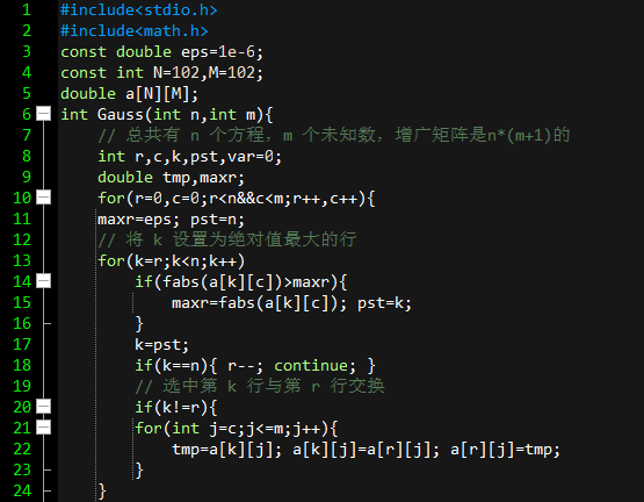 1 #include<stdio.h>
2 #include<math.h>
3 const double eps=1e-6;
4 const int N=102,M=102;
5 double a[N][M];
6 int Gauss(int n,int m){
7 // 总共有 n 个方程，m 个未知数，增广矩阵是n*(m+1)的
8 int r,c,k,pst,var=0;
9 double tmp,maxr;
10 for(r=0,c=0;r<n&&c<m;r++,c++){
11 maxr=eps; pst=n;
12 // 将 k 设置为绝对值最大的行
13 for(k=r;k<n;k++)
14 if(fabs(a[k][c])>maxr){
15 maxr=fabs(a[k][c]); pst=k;
16 }
17 k=pst;
18 if(k==n){ r--; continue; }
19 // 选中第 k 行与第 r 行交换
20 if(k!=r){
21 for(int j=c;j<=m;j++){
22 tmp=a[k][j]; a[k][j]=a[r][j]; a[r][j]=tmp;
23 }
24 }